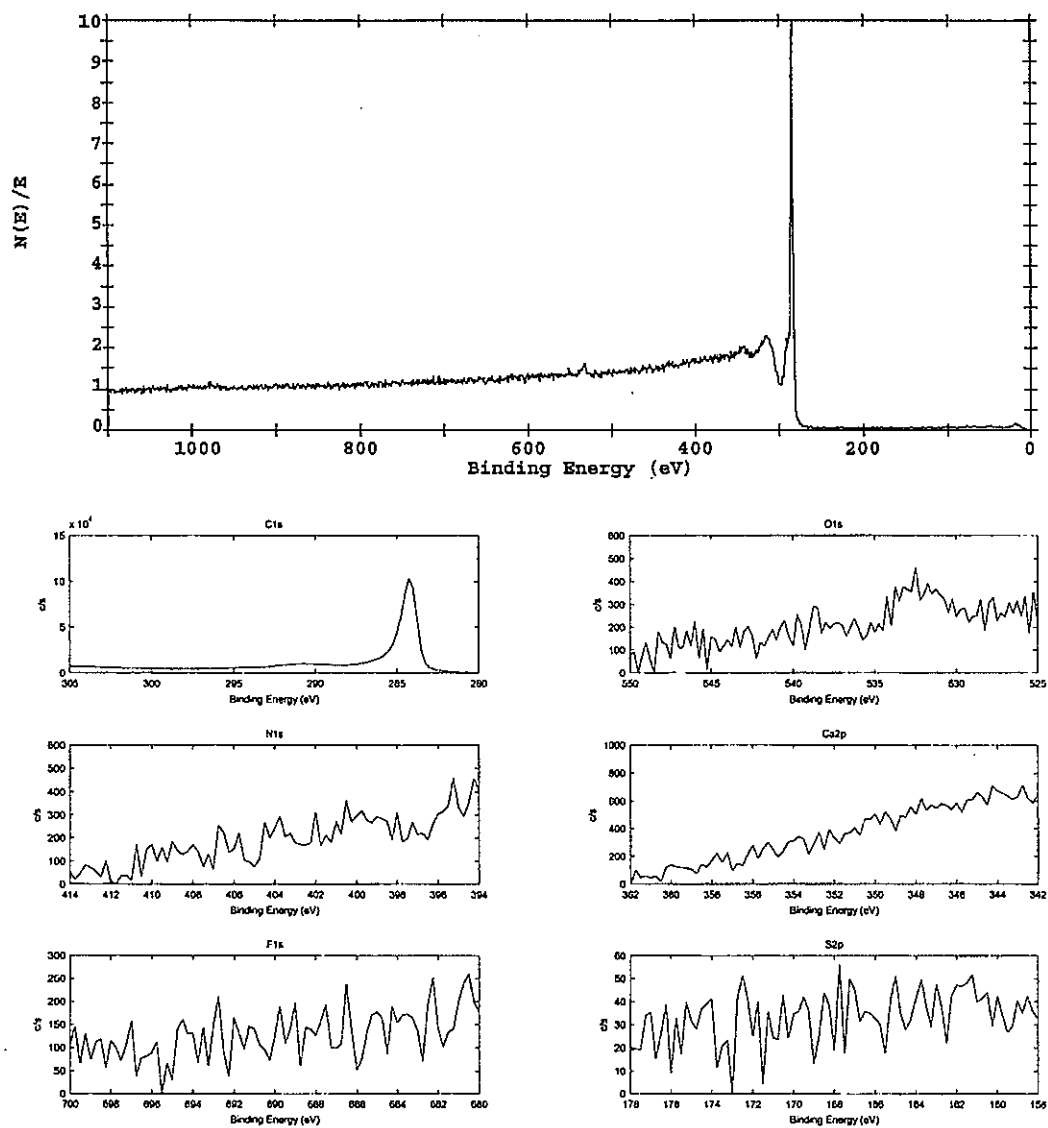 10
9
8
7
6
5
4
3
2
1
0
N(E)/E
1000 800 600 400 200 0
Binding Energy (eV)
C1s
x 10⁴
15
10
5
0
c/s
305 300 295 290 285 280
Binding Energy (eV)
O1s
600
500
400
300
200
100
0
c/s
550 545 540 535 530 525
Binding Energy (eV)
N1s
600
500
400
300
200
100
0
c/s
414 412 410 408 406 404 402 400 398 396 394
Binding Energy (eV)
Ca2p
1000
800
600
400
200
0
c/s
362 360 358 356 354 352 350 348 346 344 342
Binding Energy (eV)
F1s
300
250
200
150
100
50
0
c/s
700 698 696 694 692 690 688 686 684 682 680
Binding Energy (eV)
S2p
60
50
40
30
20
10
0
c/s
178 176 174 172 170 168 166 164 162 160 158
Binding Energy (eV)